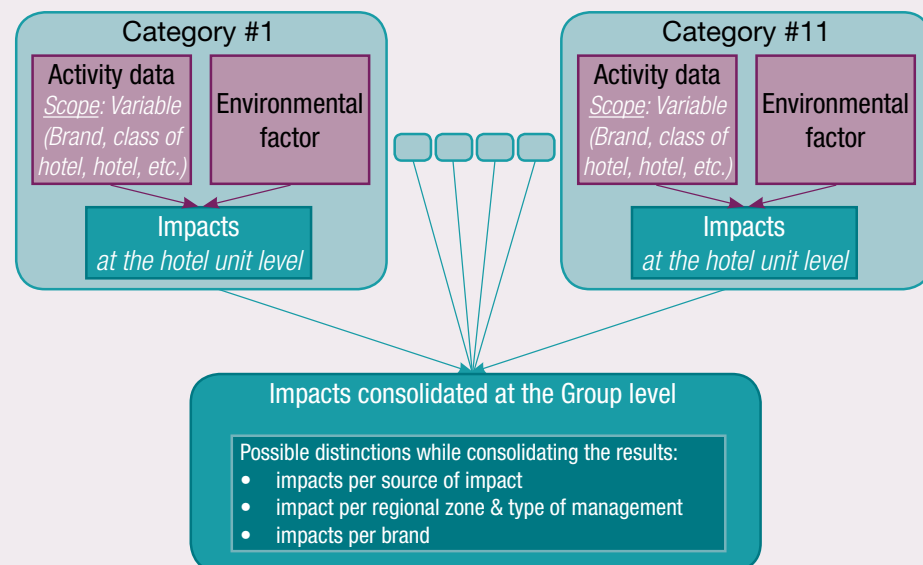 Category #1
Activity data
Scope: Variable
(Brand, class of
hotel, hotel, etc.)
Environmental
factor
Impacts
at the hotel unit level
Category #11
Activity data
Scope: Variable
(Brand, class of
hotel, hotel, etc.)
Environmental
factor
Impacts
at the hotel unit level
Impacts consolidated at the Group level
Possible distinctions while consolidating the results:
• impacts per source of impact
• impact per regional zone & type of management
• impacts per brand